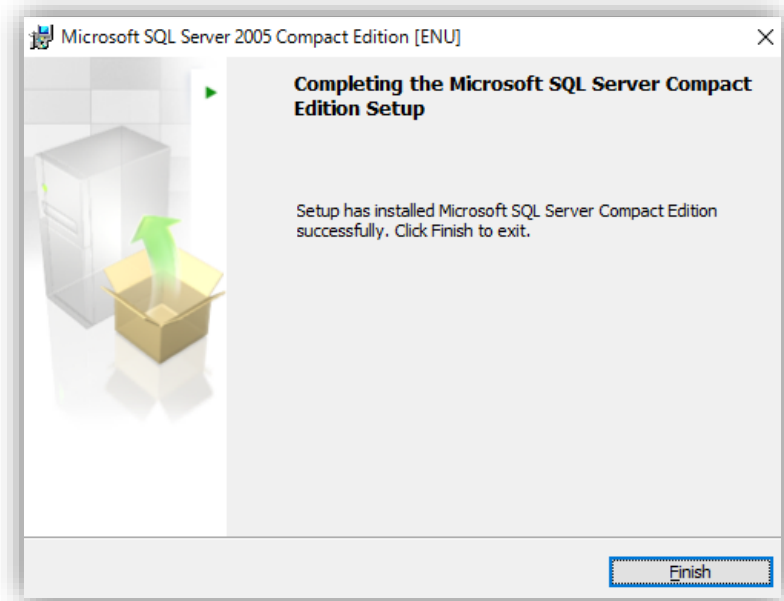 Microsoft SQL Server 2005 Compact Edition [ENU]
Completing the Microsoft SQL Server Compact
Edition Setup
Setup has installed Microsoft SQL Server Compact Edition
successfully. Click Finish to exit.
Finish